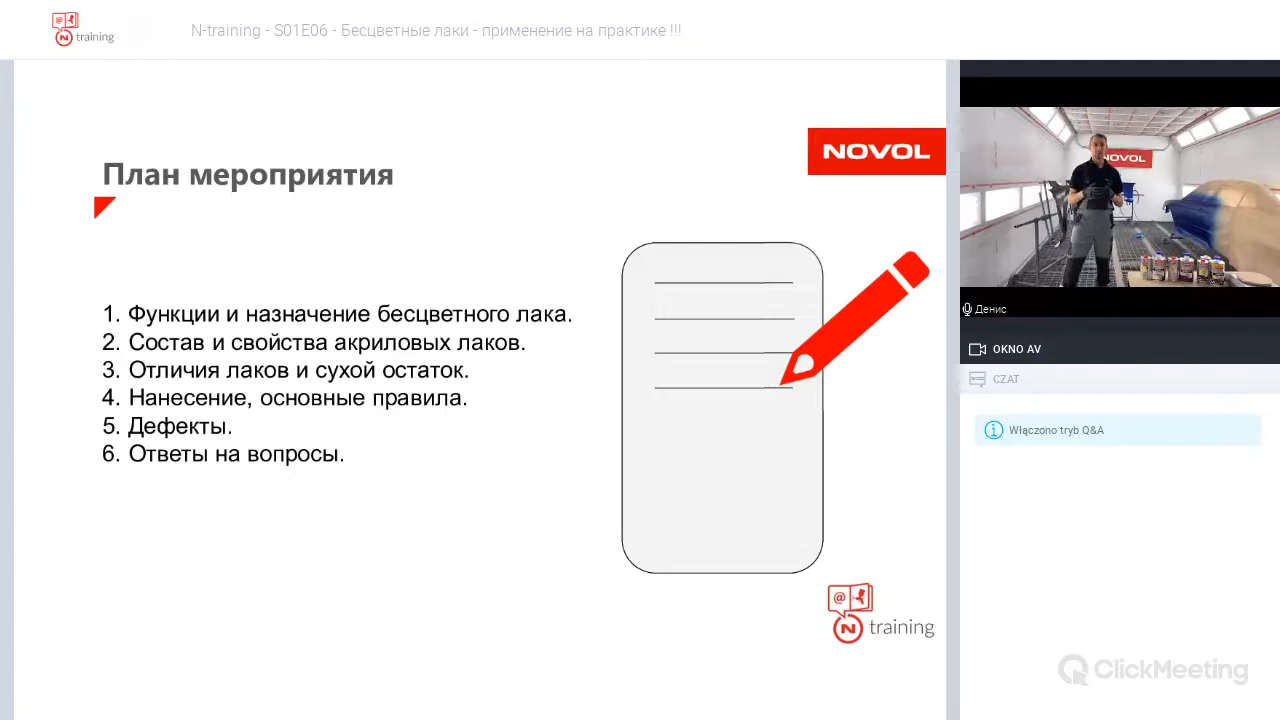 training
N-training - S01E06 - Бесцветные лаки - применение на практике !!!
NOVOL
План мероприятия
1. Функции и назначение бесцветного лака.
2. Состав и свойства акриловых лаков.
3. Отличия лаков и сухой остаток.
4. Нанесение, основные правила.
5. Дефекты.
6. Ответы на вопросы.
@
N training
NOVOL
Денис
OKNO AV
CZAT
Włączono tryb Q&A
ClickMeeting